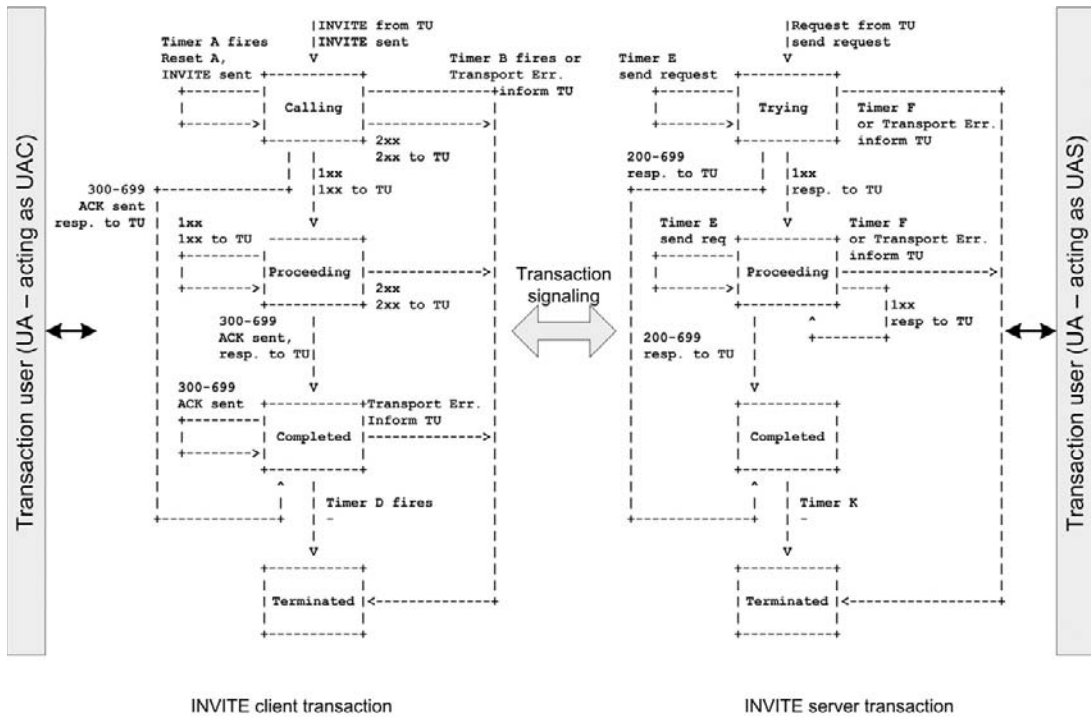 Transaction user (UA – acting as UAC)
|INVITE from TU
Timer A fires |INVITE sent
Reset A, V Timer B fires or
INVITE sent Transport Err.
inform TU
Calling
2xx
2xx to TU
1xx
300-699 1xx to TU
ACK sent
resp. to TU
1xx V
1xx to TU
Proceeding
2xx
2xx to TU
300-699
ACK sent,
resp. to TU
V
300-699
ACK sent Transport Err.
Inform TU
Completed
^
Timer D fires
-
V
Terminated
INVITE client transaction
Transaction
signaling
|Request from TU
|send request
Timer E V
send request
Trying Timer F
or Transport Err.
inform TU
200-699
resp. to TU 1xx
resp. to TU
Timer E V Timer F
send req or Transport Err.
inform TU
Proceeding
1xx
^ resp to TU
200-699
resp. to TU
V
Completed
^
Timer K
-
V
Terminated
INVITE server transaction
Transaction user (UA – acting as UAS)